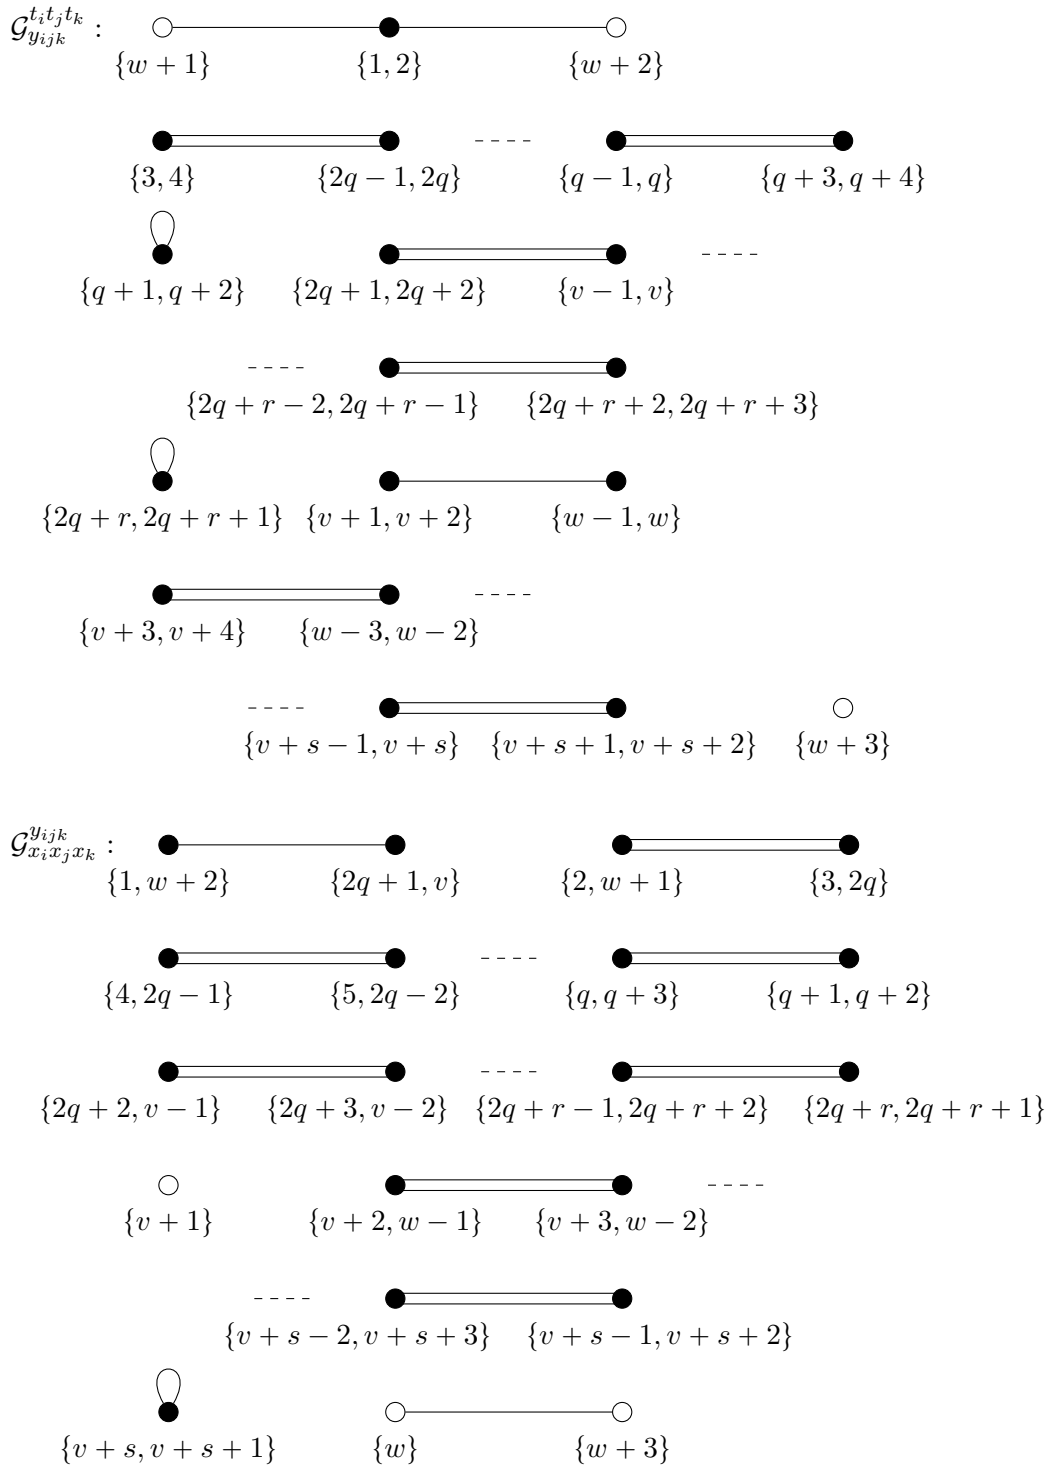 $\mathcal{G}_{y_{ijk}}^{t_i t_j t_k}$ :
{w + 1} {1, 2} {w + 2}
{3, 4} {2q − 1, 2q} {q − 1, q} {q + 3, q + 4}
{q + 1, q + 2} {2q + 1, 2q + 2} {v − 1, v}
{2q + r − 2, 2q + r − 1} {2q + r + 2, 2q + r + 3}
{2q + r, 2q + r + 1} {v + 1, v + 2} {w − 1, w}
{v + 3, v + 4} {w − 3, w − 2}
{v + s − 1, v + s} {v + s + 1, v + s + 2} {w + 3}
$\mathcal{G}_{x_i x_j x_k}^{y_{ijk}}$ :
{1, w + 2} {2q + 1, v} {2, w + 1} {3, 2q}
{4, 2q − 1} {5, 2q − 2} {q, q + 3} {q + 1, q + 2}
{2q + 2, v − 1} {2q + 3, v − 2} {2q + r − 1, 2q + r + 2} {2q + r, 2q + r + 1}
{v + 1} {v + 2, w − 1} {v + 3, w − 2}
{v + s − 2, v + s + 3} {v + s − 1, v + s + 2}
{v + s, v + s + 1} {w} {w + 3}